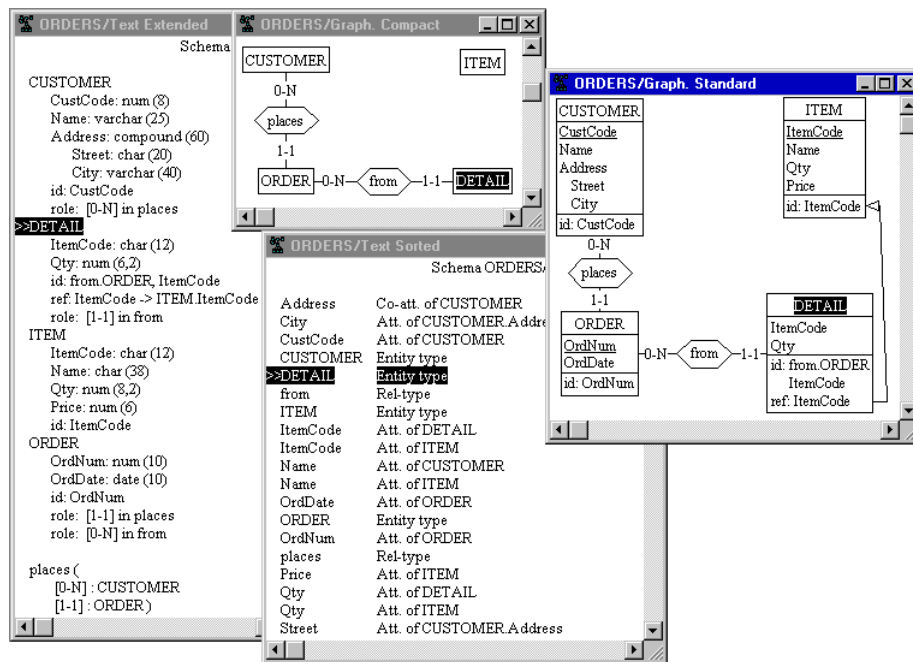 ORDERS/Text Extended
Schema
CUSTOMER
CustCode: num (8)
Name: varchar (25)
Address: compound (60)
Street: char (20)
City: varchar (40)
id: CustCode
role: [0-N] in places
>>DETAIL
ItemCode: char (12)
Qty: num (6,2)
id: from.ORDER, ItemCode
ref: ItemCode -> ITEM.ItemCode
role: [1-1] in from
ITEM
ItemCode: char (12)
Name: char (38)
Qty: num (8,2)
Price: num (6)
id: ItemCode
ORDER
OrdNum: num (10)
OrdDate: date (10)
id: OrdNum
role: [1-1] in places
role: [0-N] in from
places (
[0-N] : CUSTOMER
[1-1] : ORDER )
ORDERS/Graph. Compact
CUSTOMER
ITEM
0-N
places
1-1
ORDER 0-N from 1-1 DETAIL
ORDERS/Text Sorted
Schema ORDERS/
Address Co-att. of CUSTOMER
City Att. of CUSTOMER.Addre
CustCode Att. of CUSTOMER
CUSTOMER Entity type
>>DETAIL Entity type
from Rel-type
ITEM Entity type
ItemCode Att. of DETAIL
ItemCode Att. of ITEM
Name Att. of CUSTOMER
Name Att. of ITEM
OrdDate Att. of ORDER
ORDER Entity type
OrdNum Att. of ORDER
places Rel-type
Price Att. of ITEM
Qty Att. of DETAIL
Qty Att. of ITEM
Street Att. of CUSTOMER.Address
ORDERS/Graph. Standard
CUSTOMER
CustCode
Name
Address
Street
City
id: CustCode
0-N
places
1-1
ORDER
OrdNum
OrdDate
id: OrdNum
0-N from 1-1
ITEM
ItemCode
Name
Qty
Price
id: ItemCode
DETAIL
ItemCode
Qty
id: from.ORDER
ItemCode
ref: ItemCode